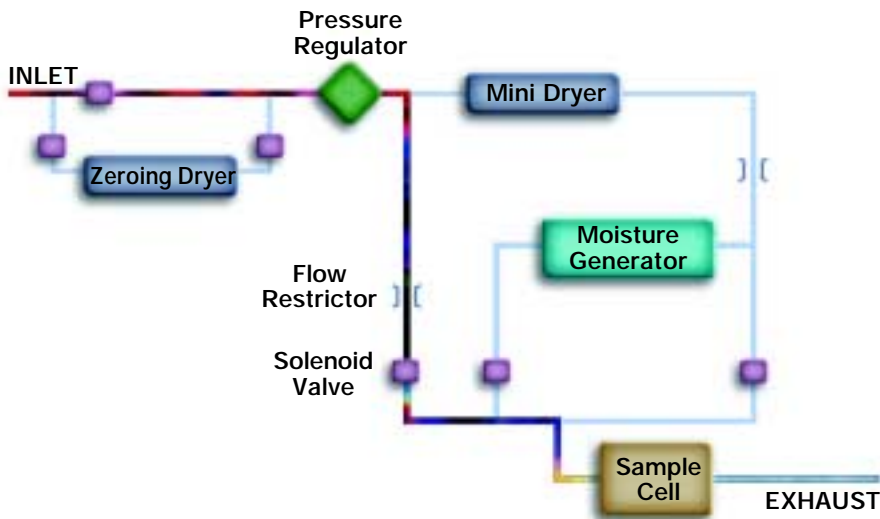 Pressure
Regulator
INLET
Mini Dryer
Zeroing Dryer
Moisture
Generator
Flow
Restrictor
Solenoid
Valve
Sample
Cell
EXHAUST